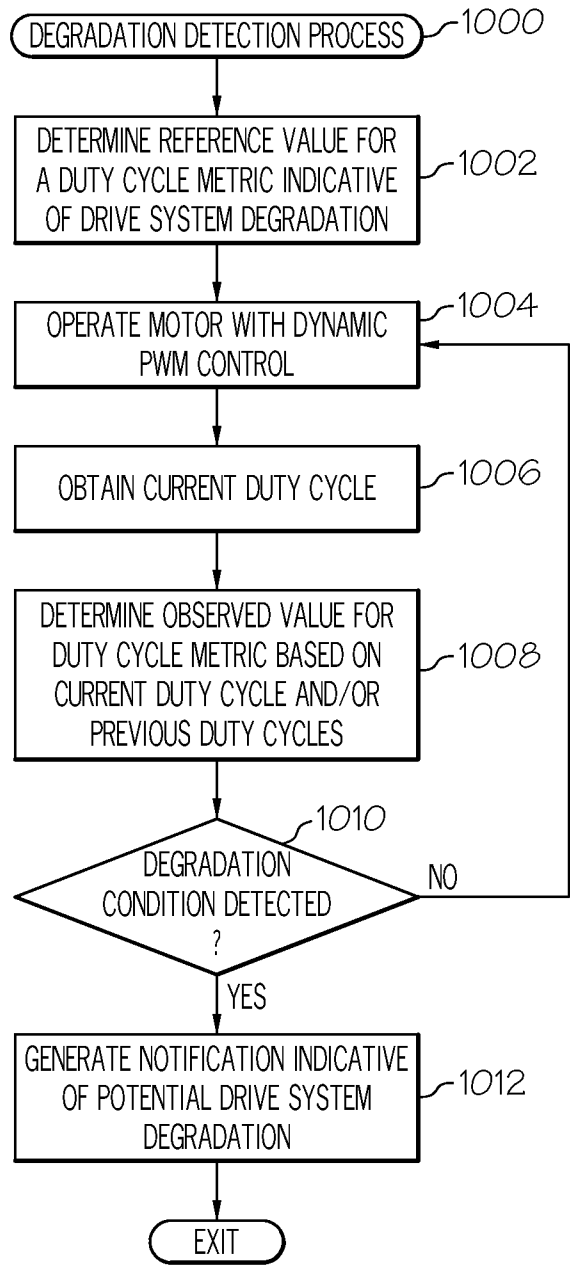 DEGRADATION DETECTION PROCESS
1000
DETERMINE REFERENCE VALUE FOR
A DUTY CYCLE METRIC INDICATIVE
OF DRIVE SYSTEM DEGRADATION
1002
OPERATE MOTOR WITH DYNAMIC
PWM CONTROL
1004
OBTAIN CURRENT DUTY CYCLE
1006
DETERMINE OBSERVED VALUE FOR
DUTY CYCLE METRIC BASED ON
CURRENT DUTY CYCLE AND/OR
PREVIOUS DUTY CYCLES
1008
1010
DEGRADATION
CONDITION DETECTED
?
NO
YES
GENERATE NOTIFICATION INDICATIVE
OF POTENTIAL DRIVE SYSTEM
DEGRADATION
1012
EXIT